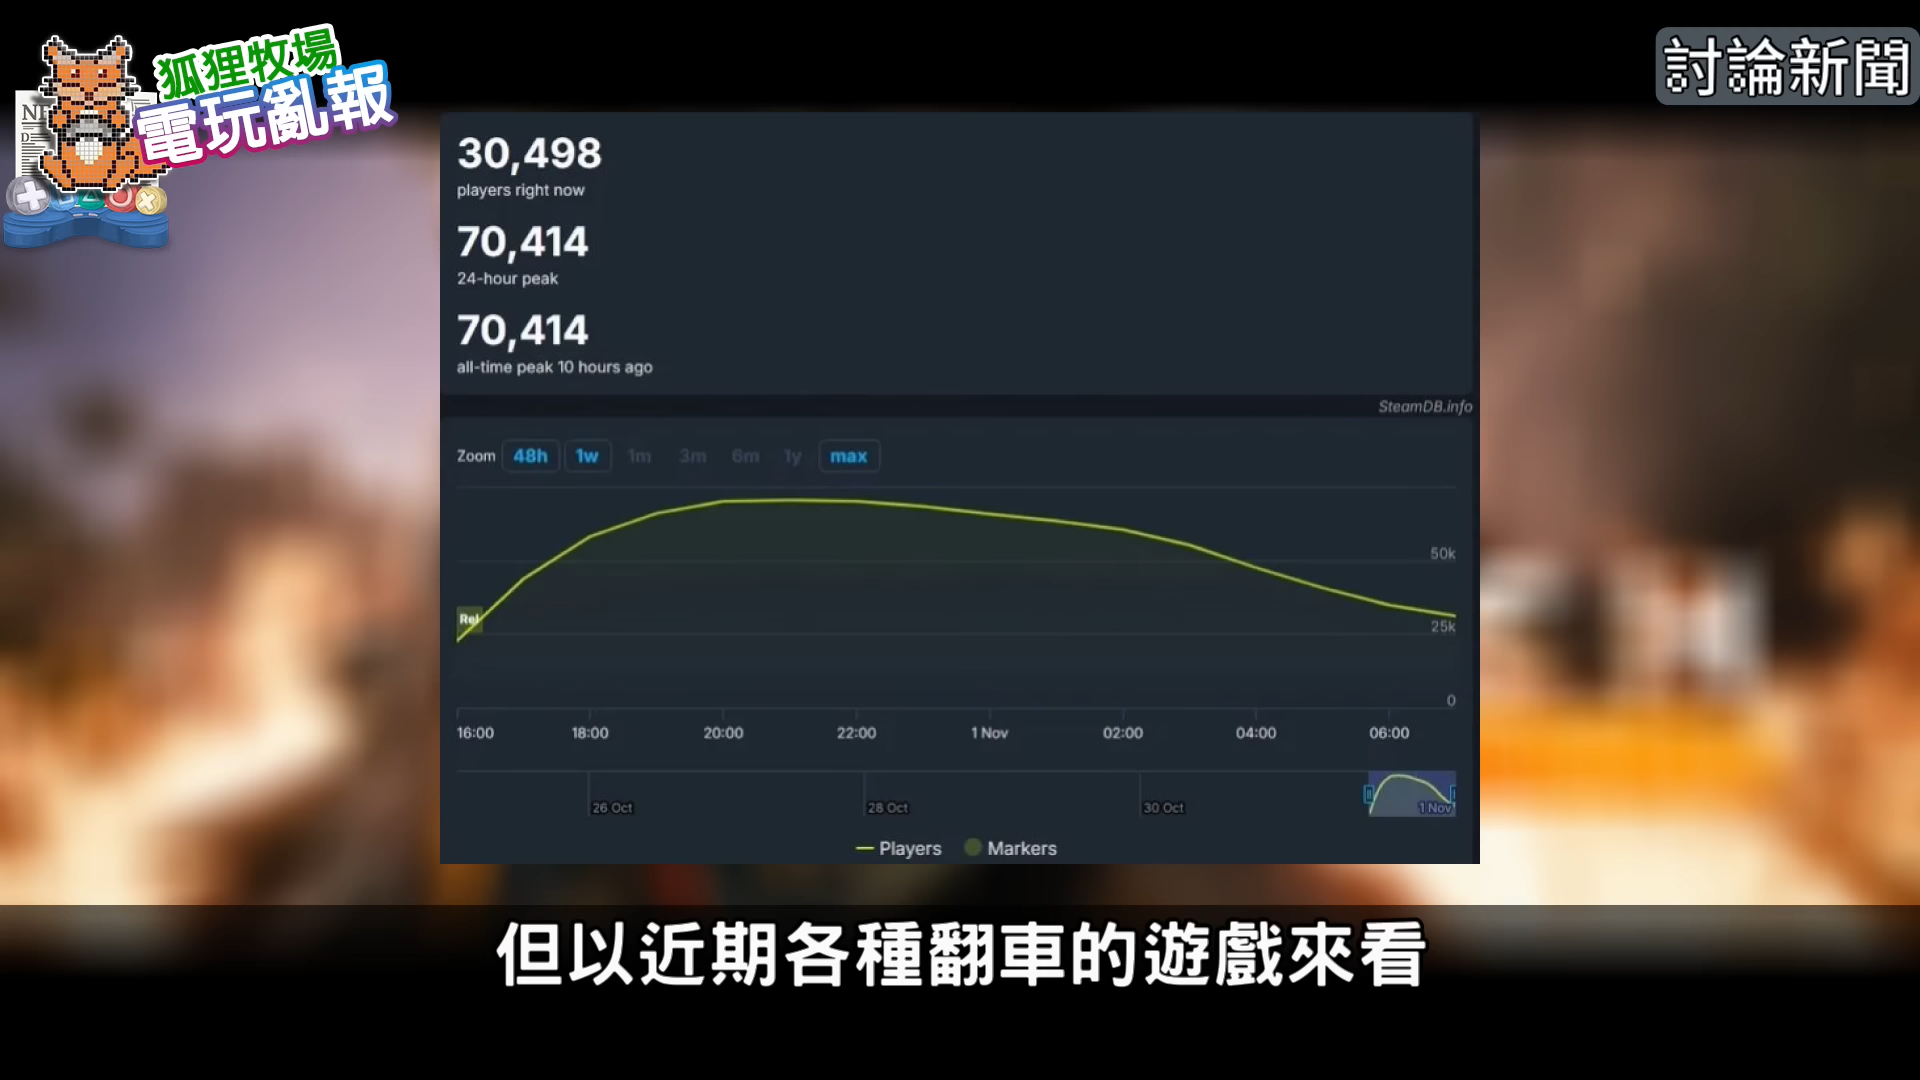 狐狸牧場
電玩亂報
討論新聞
30,498
players right now
70,414
24-hour peak
70,414
all-time peak 10 hours ago
SteamDB.info
Zoom 48h 1w 1m 3m 6m 1y max
50k
Rel
25k
0
16:00 18:00 20:00 22:00 1 Nov 02:00 04:00 06:00
26 Oct 28 Oct 30 Oct 1 Nov
Players Markers
但以近期各種翻車的遊戲來看